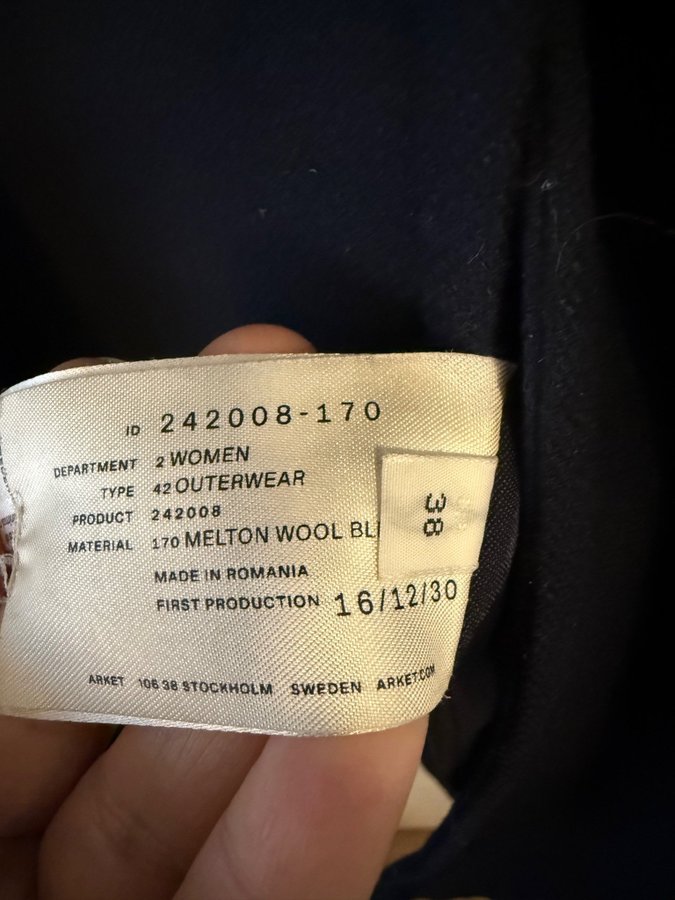 ID 242008-170
DEPARTMENT 2 WOMEN
TYPE 42 OUTERWEAR
PRODUCT 242008
MATERIAL 170 MELTON WOOL BL
38
MADE IN ROMANIA
FIRST PRODUCTION 16/12/30
ARKET 106 38 STOCKHOLM SWEDEN ARKET.COM